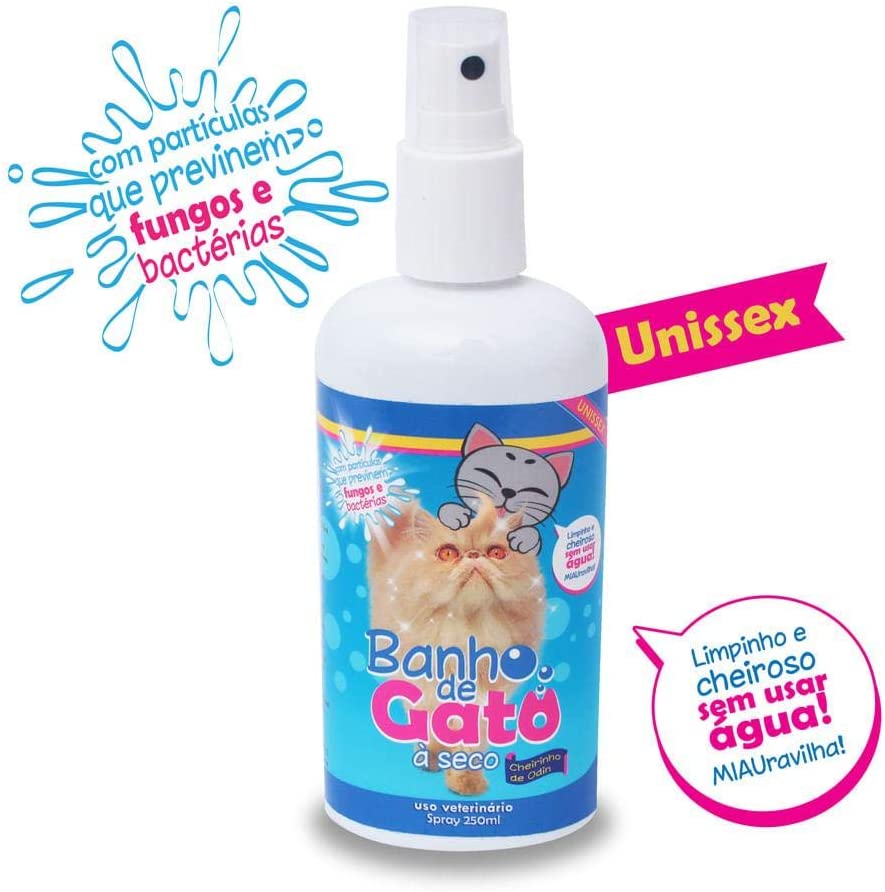 com partículas
que previnem
fungos e
bactérias
Unissex
UNISSEX
com partículas
que previnem
fungos e
bactérias
Limpinho e
cheiroso
sem usar
água!
MIAUravilha!
Banho
de
Gato
à seco
Cheirinho
de Odin
uso veterinário
Spray 250ml
Limpinho e
cheiroso
sem usar
água!
MIAUravilha!